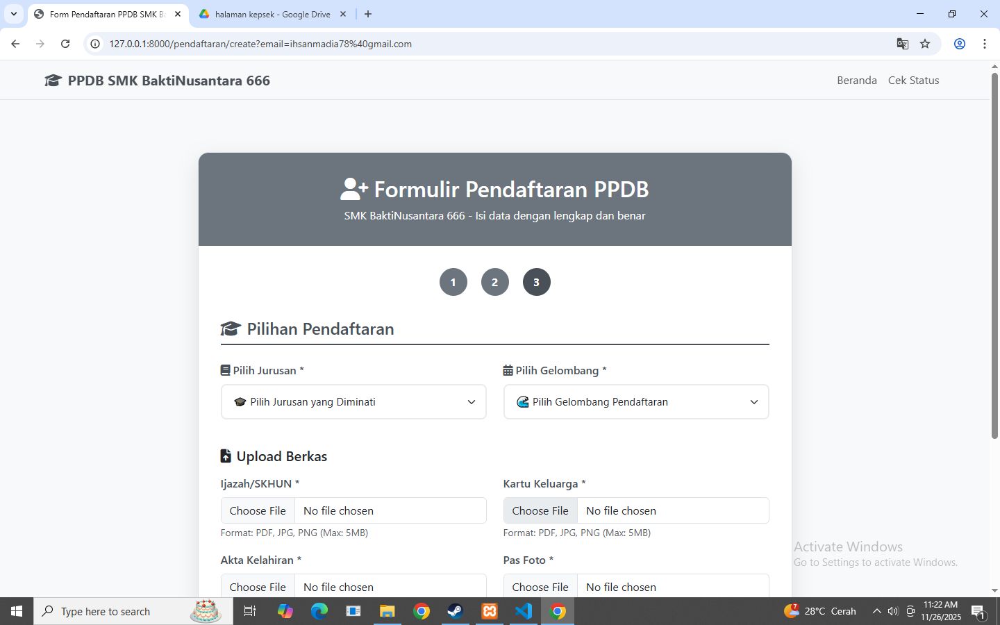 Form Pendaftaran PPDB SMK Ba
halaman kepsek - Google Drive
127.0.0.1:8000/pendaftaran/create?email=ihsanmadia78%40gmail.com
PPDB SMK BaktiNusantara 666
Beranda
Cek Status
Formulir Pendaftaran PPDB
SMK BaktiNusantara 666 - Isi data dengan lengkap dan benar
1 2 3
Pilihan Pendaftaran
Pilih Jurusan *
Pilih Gelombang *
Pilih Jurusan yang Diminati
Pilih Gelombang Pendaftaran
Upload Berkas
Ijazah/SKHUN *
Kartu Keluarga *
Choose File No file chosen
Choose File No file chosen
Format: PDF, JPG, PNG (Max: 5MB)
Format: PDF, JPG, PNG (Max: 5MB)
Akta Kelahiran *
Pas Foto *
Choose File No file chosen
Choose File No file chosen
Activate Windows
Go to Settings to activate Windows.
Type here to search
7
28°C Cerah
11:22 AM
11/26/2025
1